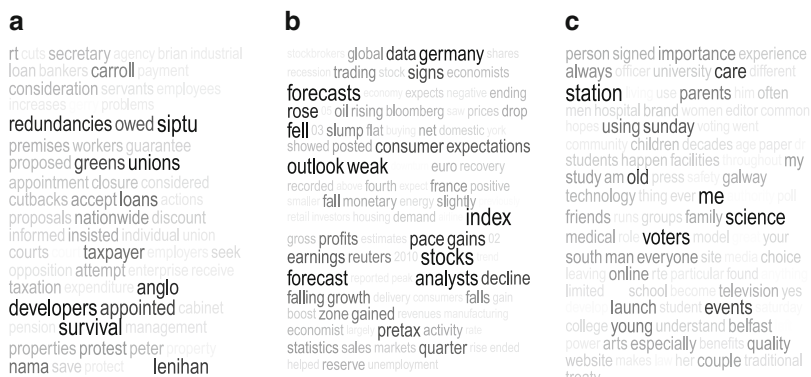 a
rt cuts secretary agency brian industrial
loan bankers carroll payment
consideration servants employees
increases problems
redundancies owed siptu
premises workers guarantee
proposed greens unions
appointment closure considered
cutbacks accept loans actions
proposals nationwide discount
informed insisted individual union
courts taxpayer employers seek
opposition attempt enterprise receive
taxation expenditure anglo
developers appointed cabinet
pension survival management
properties protest peter property
nama save protect lenihan
b
stockbrokers global data germany shares
recession trading stock signs economists
forecasts economy expects negative ending
rose 05 oil rising bloomberg saw prices drop
fell 03 slump flat buying net domestic york
showed posted consumer expectations
outlook weak euro recovery
recorded above fourth expect france positive
smaller fall monetary energy slightly
retail investors housing demand index
gross profits estimates pace gains 02
earnings reuters 2010 stocks trend
forecast reported peak analysts decline
falling growth delivery consumers falls gain
boost zone gained revenues manufacturing
economist largely pretax activity rate
statistics sales markets quarter rise ended
helped reserve unemployment
c
person signed importance experience
always officer university care different
station living use parents him often
men hospital brand women editor common
hopes using sunday voting went
community children decades age paper dr
students happen facilities throughout my
study am old press safety galway
technology thing ever me
friends runs groups family science
medical role voters model your
south man everyone site media choice
leaving online rte particular found anything
limited school become television yes
launch student events saturday
college young understand belfast
power arts especially benefits quality
website makes law her couple traditional
treaty